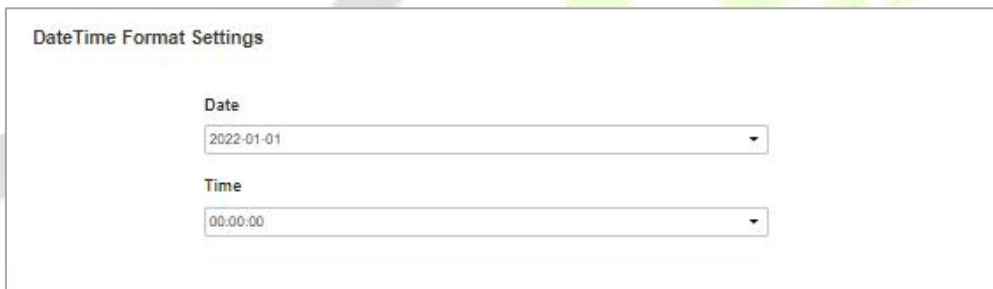 DateTime Format Settings
Date
2022-01-01
Time
00:00:00